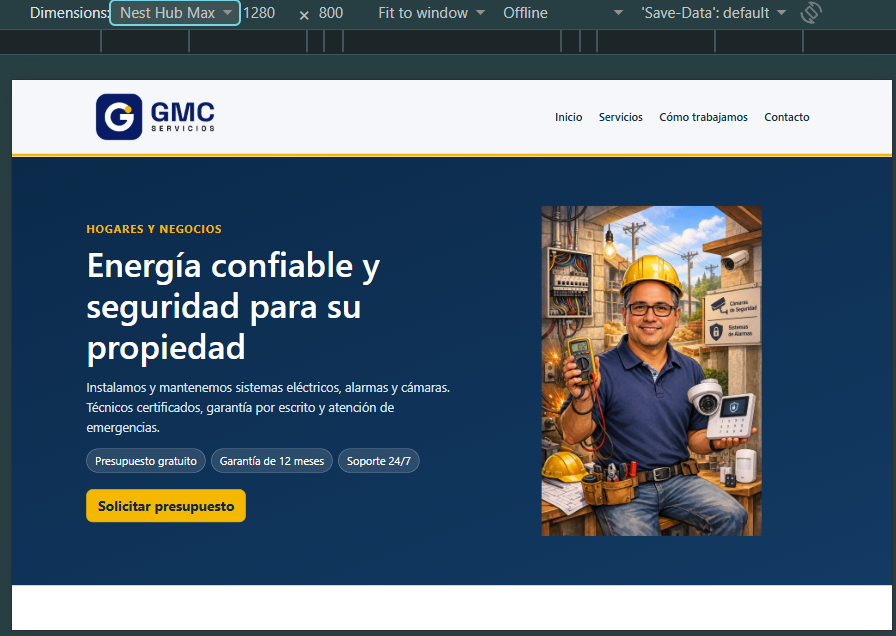 Dimensions: Nest Hub Max 1280 × 800 Fit to window Offline 'Save-Data': default
GMC
SERVICIOS
Inicio Servicios Cómo trabajamos Contacto
HOGARES Y NEGOCIOS
Energía confiable y
seguridad para su
propiedad
Instalamos y mantenemos sistemas eléctricos, alarmas y cámaras.
Técnicos certificados, garantía por escrito y atención de
emergencias.
Presupuesto gratuito Garantía de 12 meses Soporte 24/7
Solicitar presupuesto
Cámaras
de Seguridad
Sistemas
de Alarmas